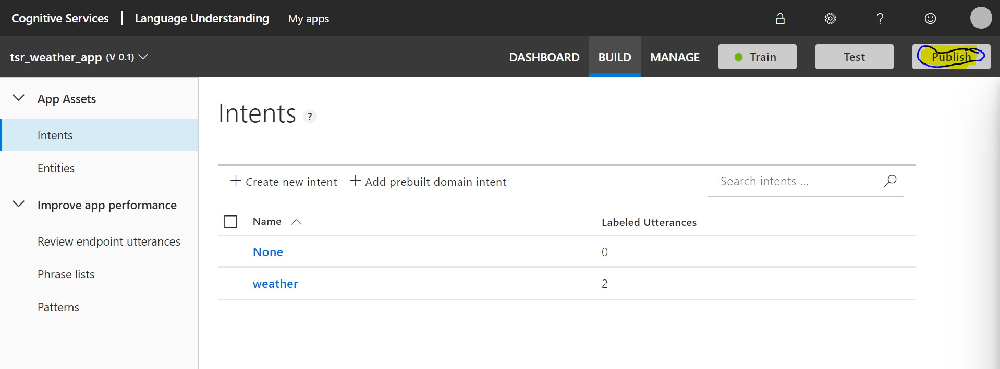 Cognitive Services | Language Understanding My apps ?
tsr_weather_app (V 0.1) DASHBOARD BUILD MANAGE Train Test Publish
App Assets
Intents
Entities
Improve app performance
Review endpoint utterances
Phrase lists
Patterns
Intents ?
+ Create new intent + Add prebuilt domain intent Search intents ...
Name Labeled Utterances
None 0
weather 2